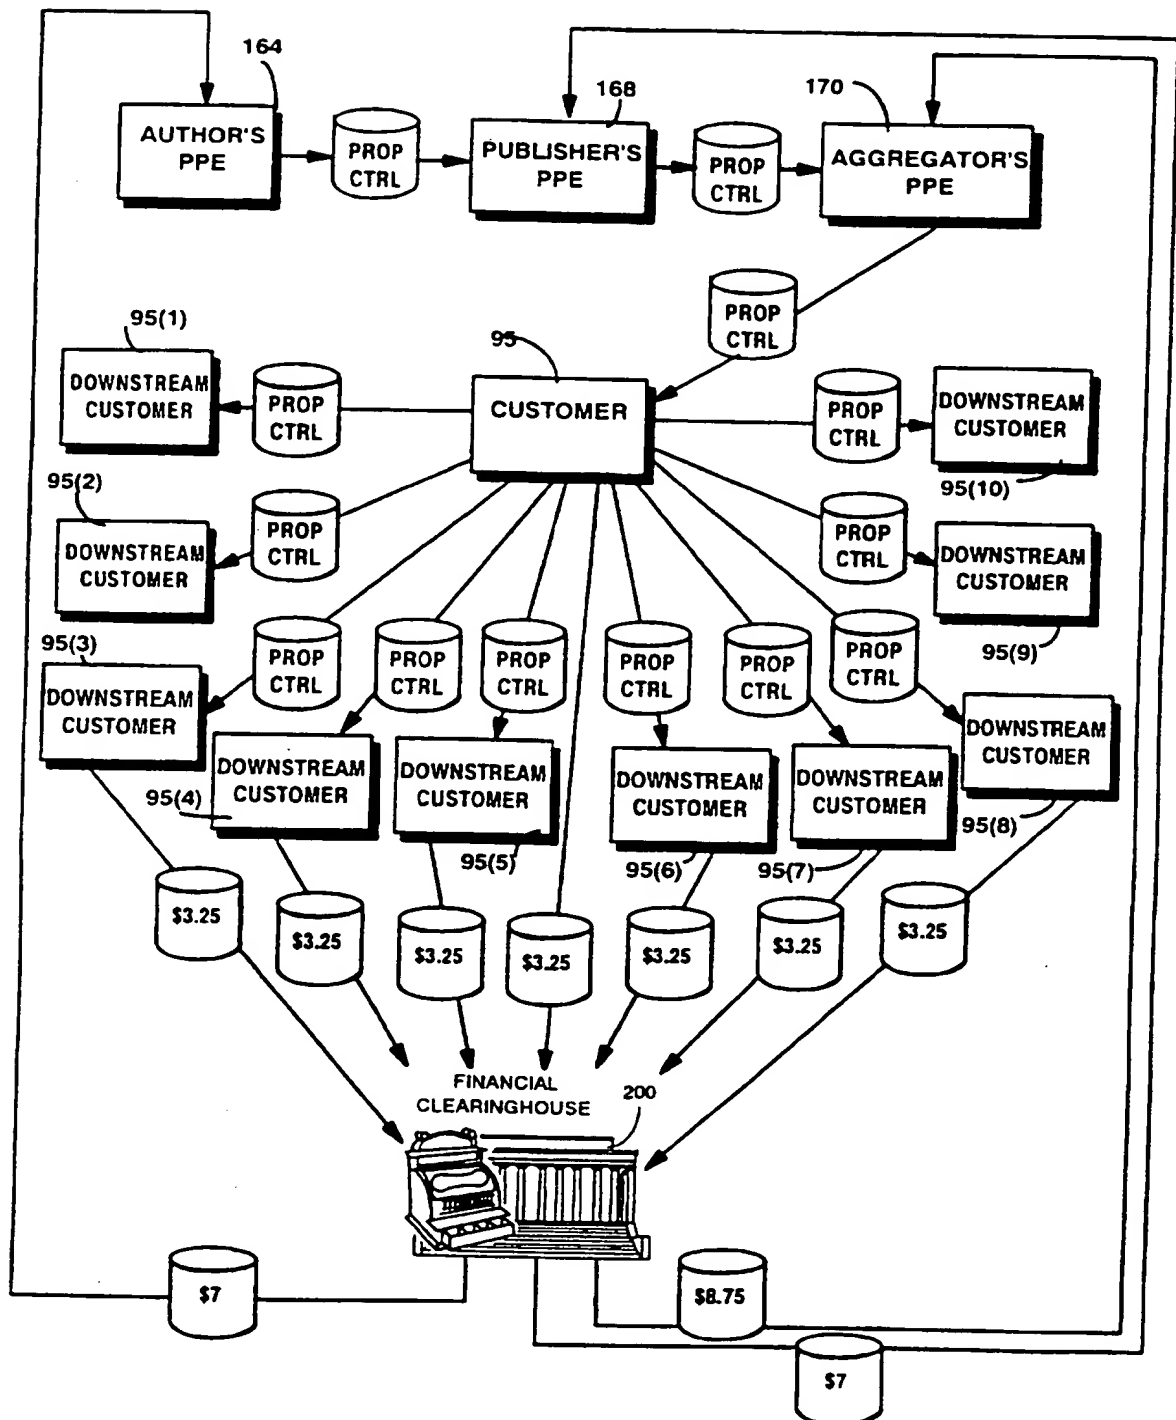 164
168
170
AUTHOR'S
PPE
PROP
CTRL
PUBLISHER'S
PPE
PROP
CTRL
AGGREGATOR'S
PPE
PROP
CTRL
95(1)
95
DOWNSTREAM
CUSTOMER
PROP
CTRL
CUSTOMER
PROP
CTRL
DOWNSTREAM
CUSTOMER
95(2)
95(10)
DOWNSTREAM
CUSTOMER
PROP
CTRL
PROP
CTRL
DOWNSTREAM
CUSTOMER
95(3)
95(9)
DOWNSTREAM
CUSTOMER
PROP
CTRL
PROP
CTRL
PROP
CTRL
PROP
CTRL
PROP
CTRL
PROP
CTRL
DOWNSTREAM
CUSTOMER
95(4)
DOWNSTREAM
CUSTOMER
DOWNSTREAM
CUSTOMER
95(5)
DOWNSTREAM
CUSTOMER
95(6)
DOWNSTREAM
CUSTOMER
95(7)
95(8)
$3.25
$3.25
$3.25
$3.25
$3.25
$3.25
$3.25
FINANCIAL
CLEARINGHOUSE
200
$7
$8.75
$7